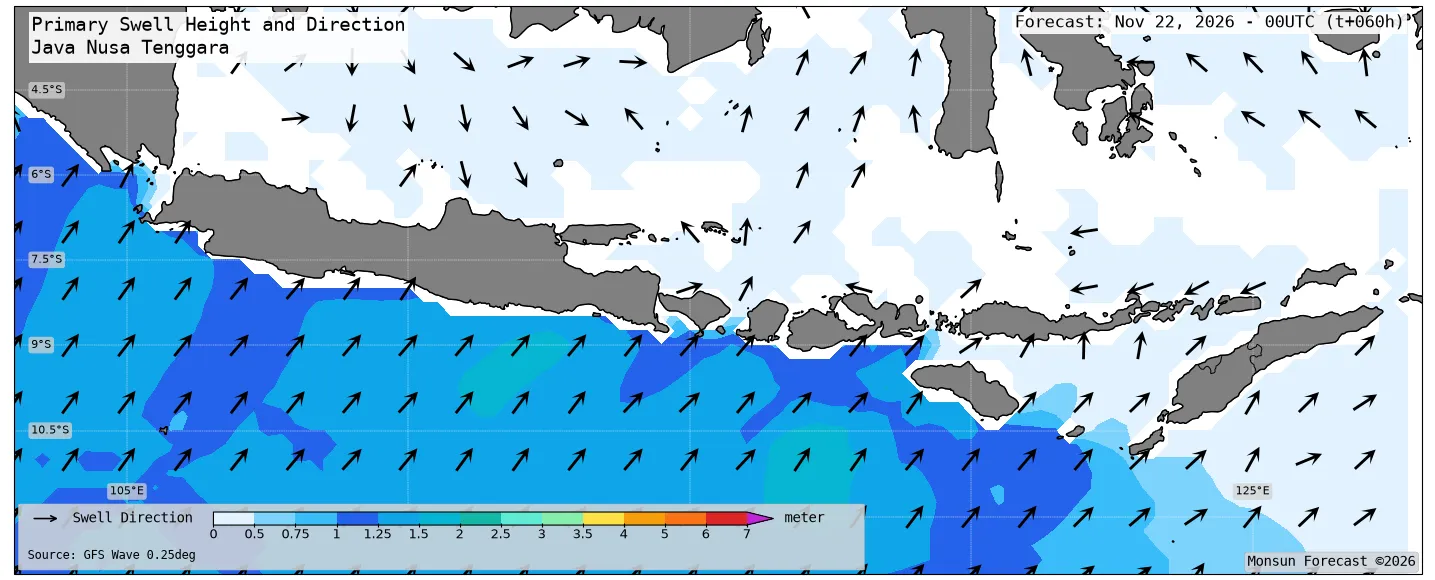 Primary Swell Height and Direction
Java Nusa Tenggara
Forecast: Nov 22, 2026 - 00UTC (t+060h)
4.5°S
6°S
7.5°S
9°S
10.5°S
105°E
125°E
Swell Direction
0 0.5 0.75 1 1.25 1.5 2 2.5 3 3.5 4 5 6 7
meter
Source: GFS Wave 0.25deg
Monsun Forecast ©2026